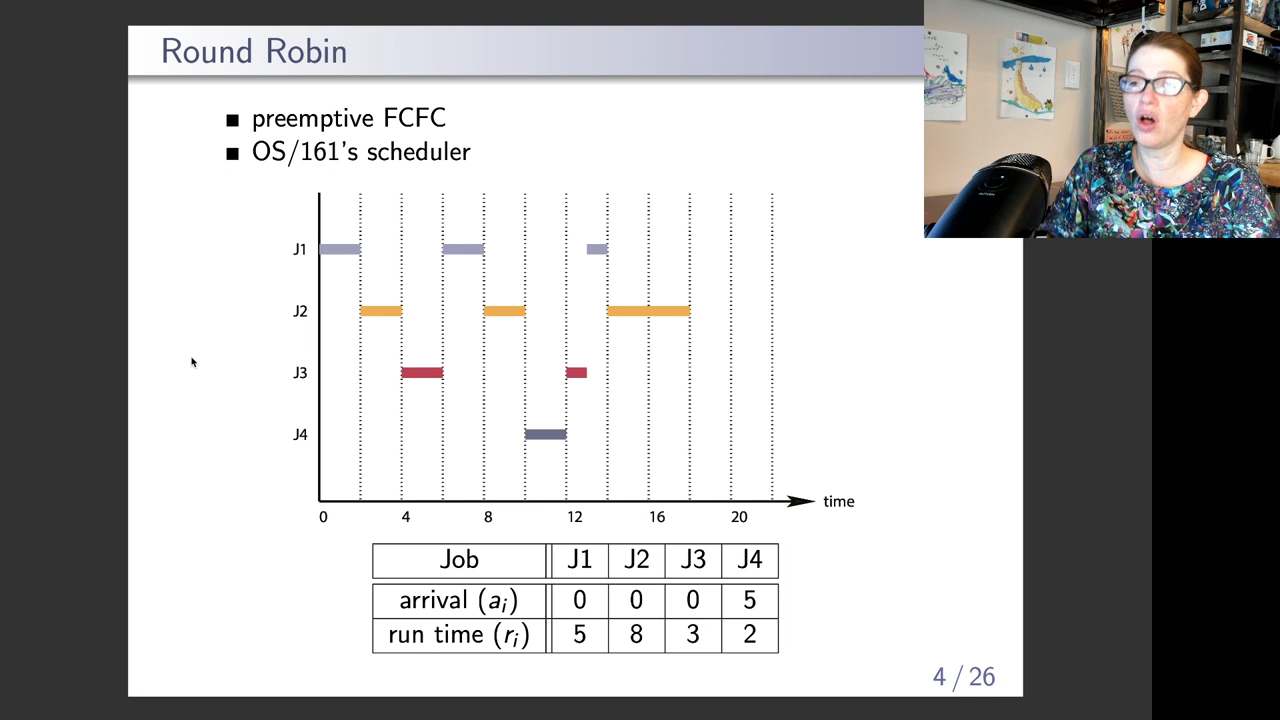 Round Robin
■ preemptive FCFC
■ OS/161's scheduler
J1
J2
J3
J4
0 4 8 12 16 20 time
Job J1 J2 J3 J4
arrival (aᵢ) 0 0 0 5
run time (rᵢ) 5 8 3 2
4 / 26